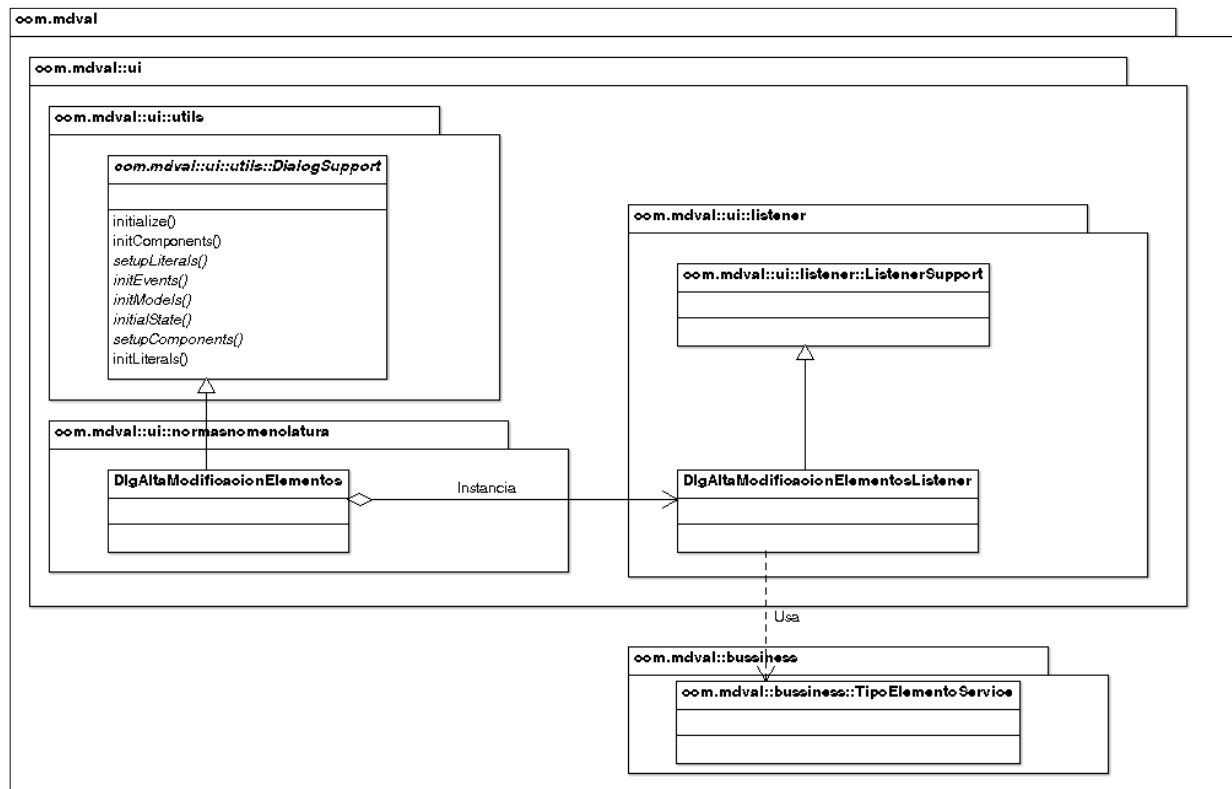 com.mdval
com.mdval::ui
com.mdval::ui::utils
com.mdval::ui::utils::DialogSupport
initialize()
initComponents()
setupLiterals()
initEvents()
initModels()
initialState()
setupComponents()
initLiterals()
com.mdval::ui::listener
com.mdval::ui::listener::ListenerSupport
com.mdval::ui::normasnomenclatura
DlgAltaModificacionElementos
Instancia
DlgAltaModificacionElementosListener
Usa
com.mdval::bussiness
com.mdval::bussiness::TipoElementoService